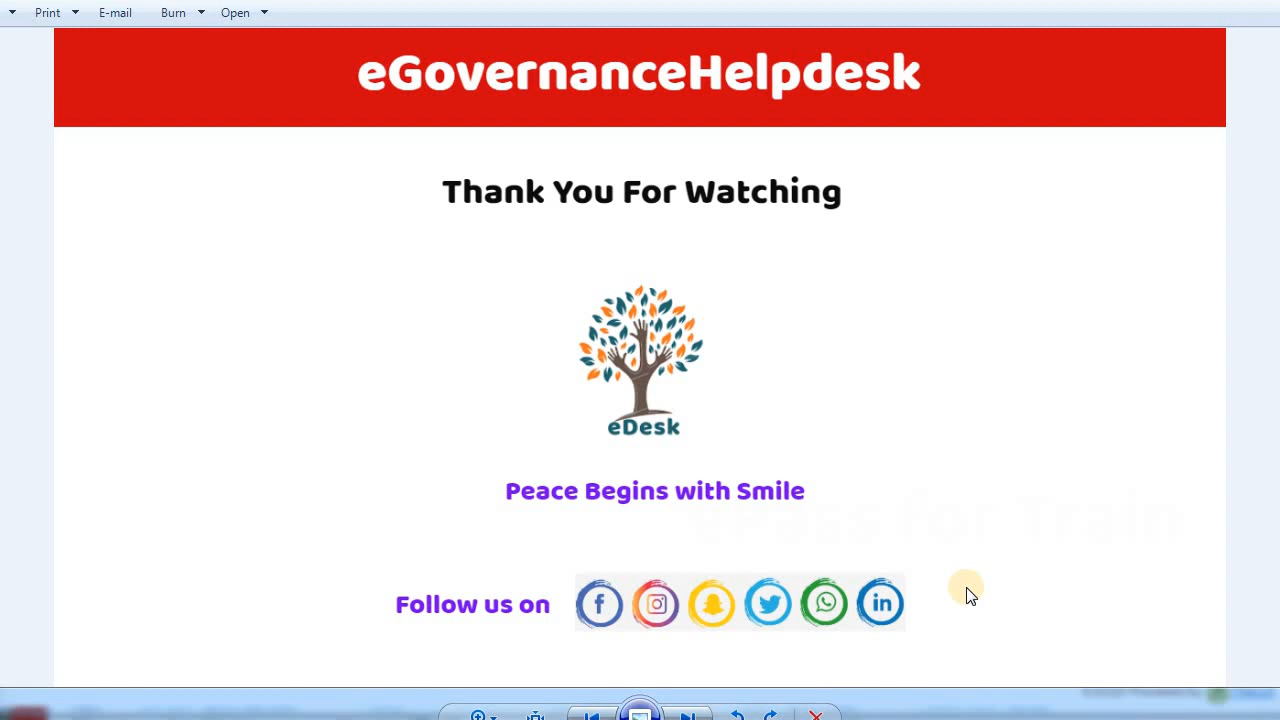 Print E-mail Burn Open
eGovernanceHelpdesk
Thank You For Watching
eDesk
Peace Begins with Smile
Follow us on